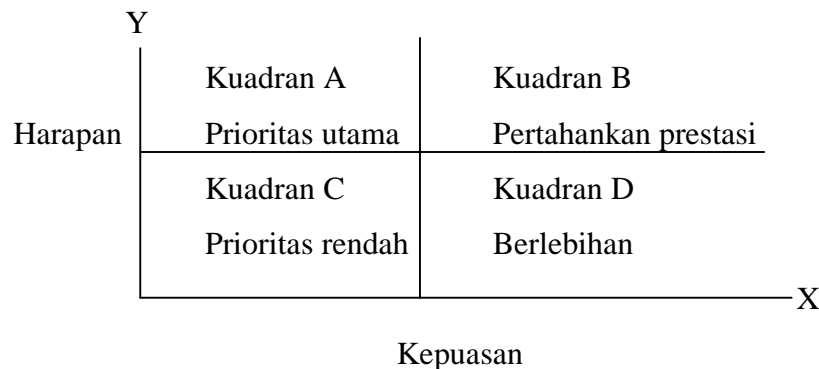 Y
Kuadran A
Kuadran B
Harapan
Prioritas utama
Pertahankan prestasi
Kuadran C
Kuadran D
Prioritas rendah
Berlebihan
X
Kepuasan